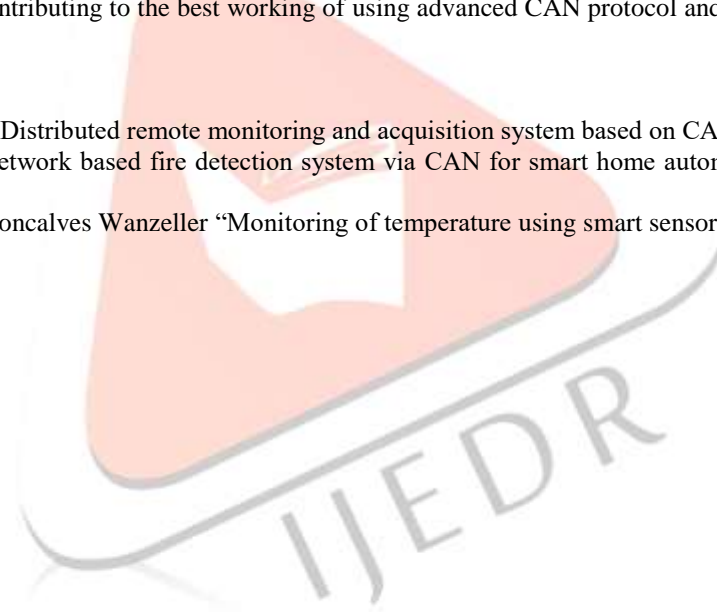 ntributing to the best working of using advanced CAN protocol and
Distributed remote monitoring and acquisition system based on CA
etwork based fire detection system via CAN for smart home autor
oncalves Wanzeller “Monitoring of temperature using smart sensor
IJEDR